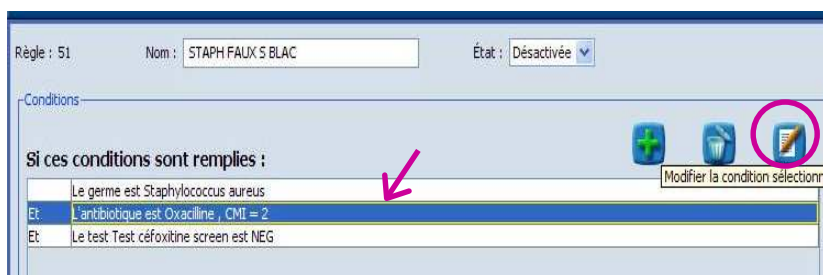 Règle : 51 Nom : STAPH FAUX S BLAC État : Désactivée
Conditions
Si ces conditions sont remplies :
Modifier la condition sélectionn
Le germe est Staphylococcus aureus
Et L'antibiotique est Oxacilline , CMI = 2
Et Le test Test céfoxitine screen est NEG